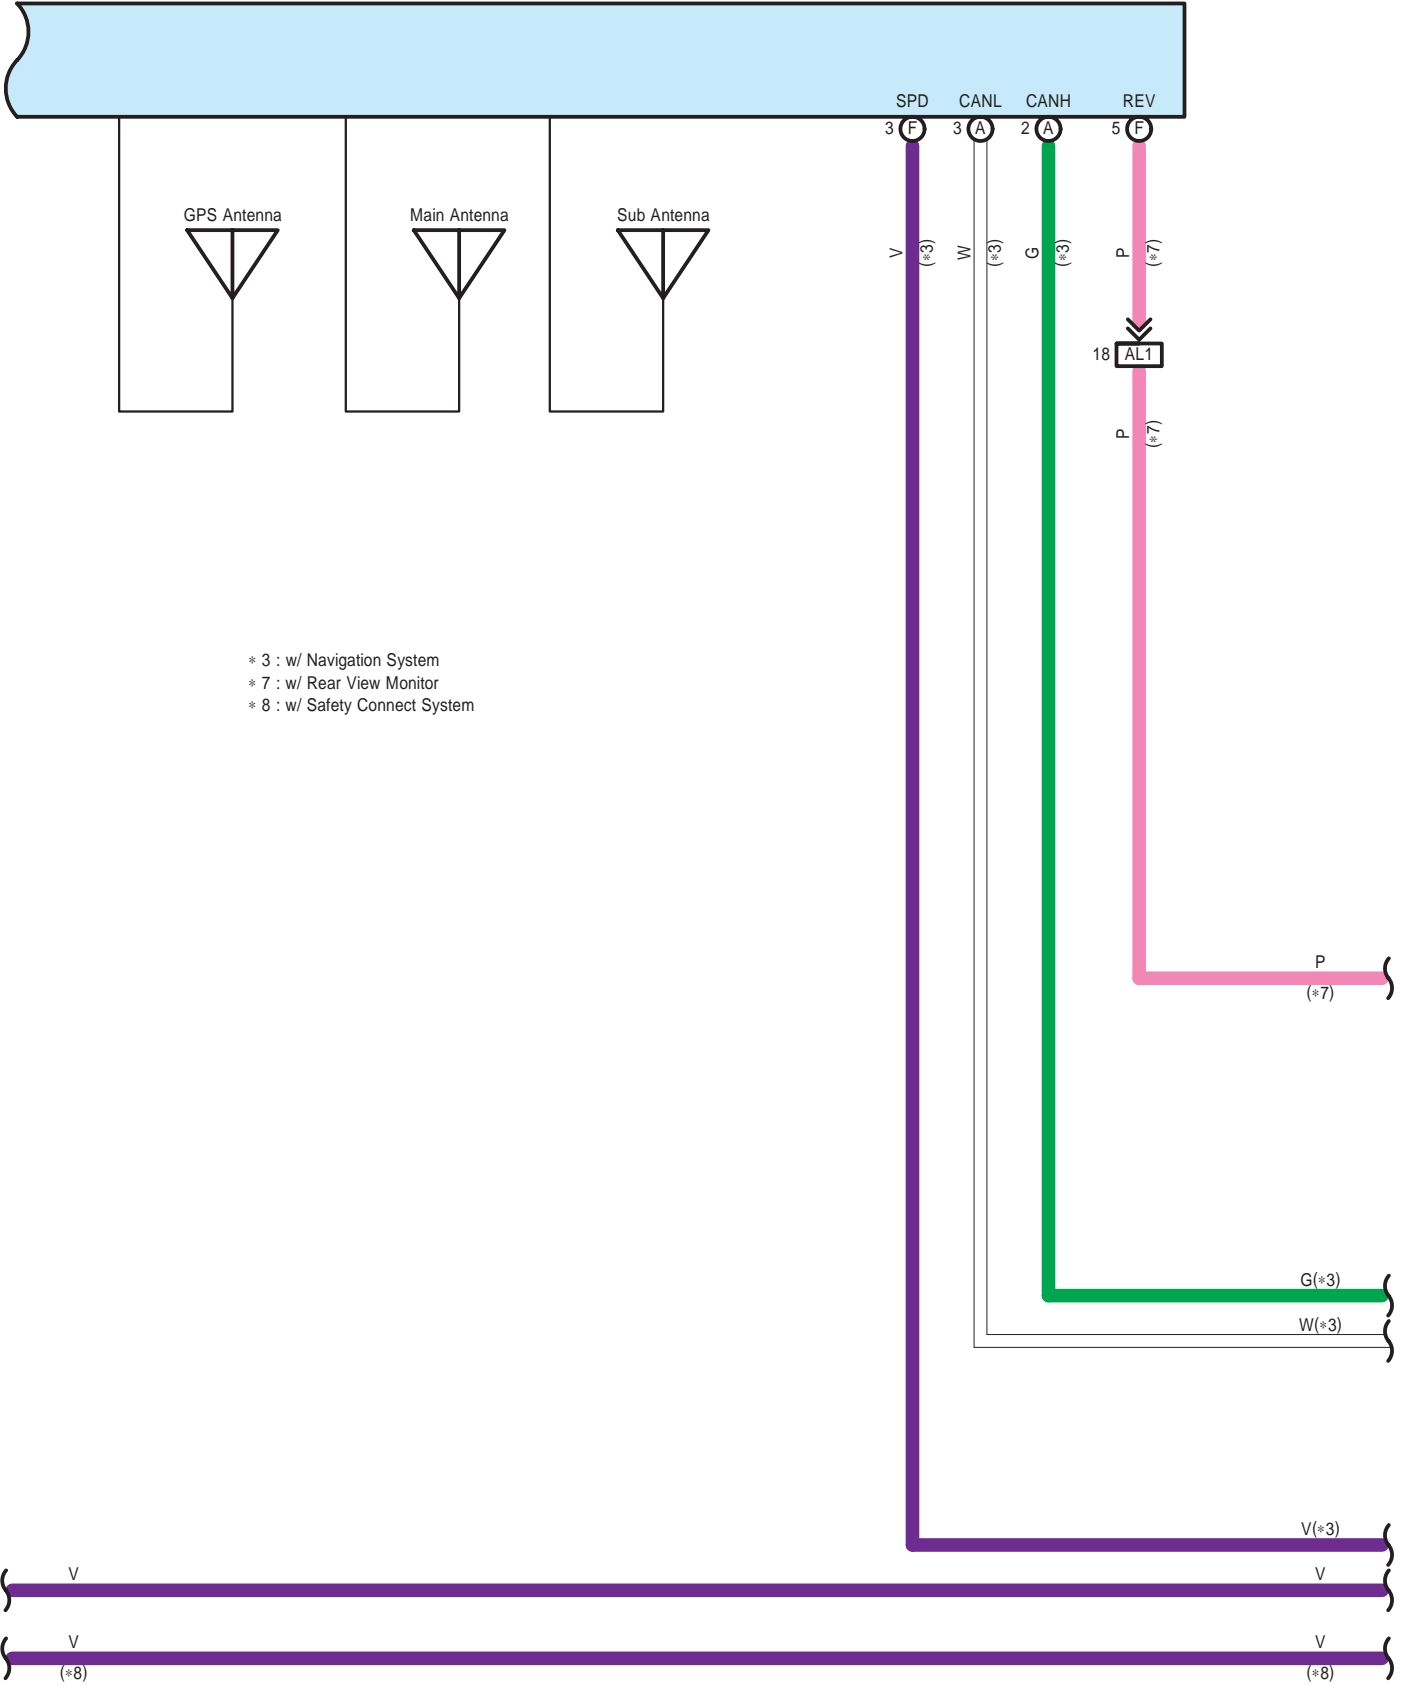 SPD CANL CANH REV
3 F 3 A 2 A 5 F
GPS Antenna Main Antenna Sub Antenna
V (*3) W (*3) G (*3) P (*7)
18 AL1
P (*7)
* 3 : w/ Navigation System
* 7 : w/ Rear View Monitor
* 8 : w/ Safety Connect System
P
(*7)
G(*3)
W(*3)
V(*3)
V V
V V
(*8) (*8)